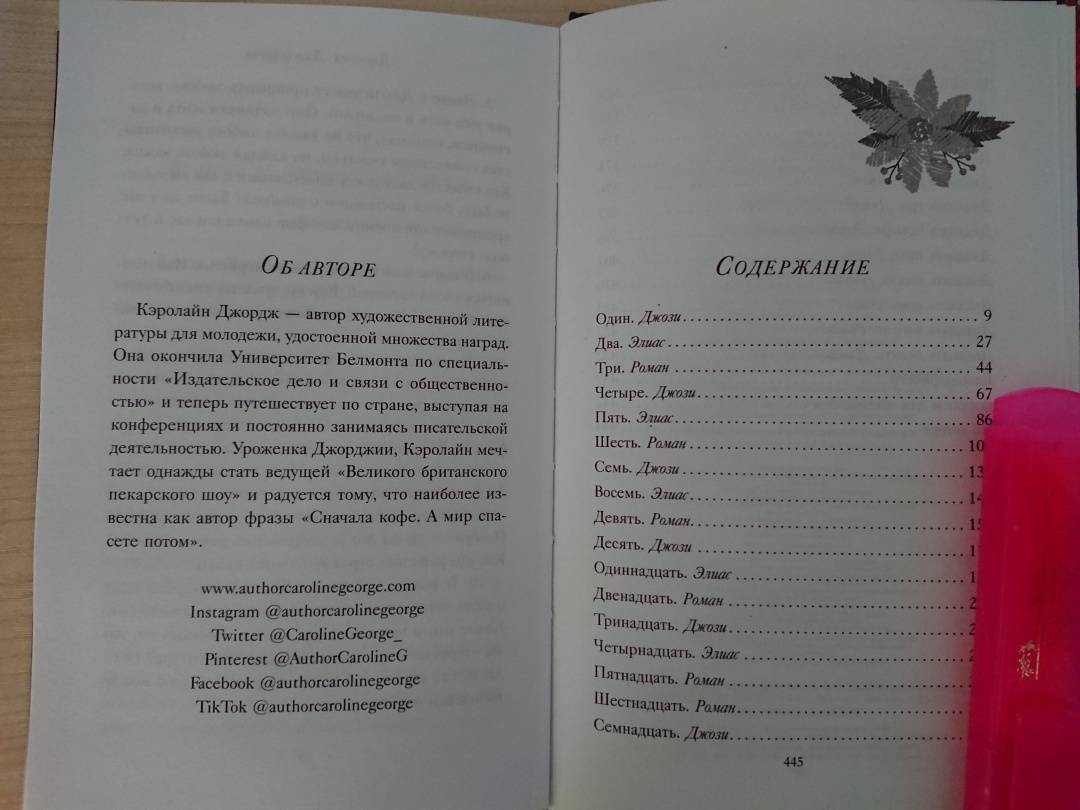 ОБ АВТОРЕ
Кэролайн Джордж — автор художественной лите-
ратуры для молодежи, удостоенной множества наград.
Она окончила Университет Белмонта по специаль-
ности «Издательское дело и связи с общественно-
стью» и теперь путешествует по стране, выступая на
конференциях и постоянно занимаясь писательской
деятельностью. Уроженка Джорджии, Кэролайн меч-
тает однажды стать ведущей «Великого британского
пекарского шоу» и радуется тому, что наиболее из-
вестна как автор фразы «Сначала кофе. А мир спа-
сете потом».
www.authorcarolinegeorge.com
Instagram @authorcarolinegeorge
Twitter @CarolineGeorge_
Pinterest @AuthorCarolineG
Facebook @authorcarolinegeorge
TikTok @authorcarolinegeorge
СОДЕРЖАНИЕ
Один. Джози 9
Два. Элиас 27
Три. Роман 44
Четыре. Джози 67
Пять. Элиас 86
Шесть. Роман
Семь. Джози
Восемь. Элиас
Девять. Роман
Десять. Джози
Одиннадцать. Элиас
Двенадцать. Роман
Тринадцать. Джози
Четырнадцать. Элиас
Пятнадцать. Роман
Шестнадцать. Роман
Семнадцать. Джози
445